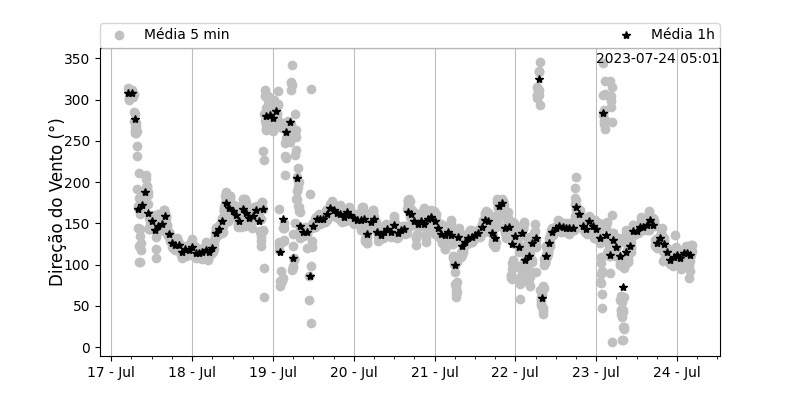 Média 5 min
Média 1h
2023-07-24 05:01
Direção do Vento (°)
350
300
250
200
150
100
50
0
17 - Jul
18 - Jul
19 - Jul
20 - Jul
21 - Jul
22 - Jul
23 - Jul
24 - Jul